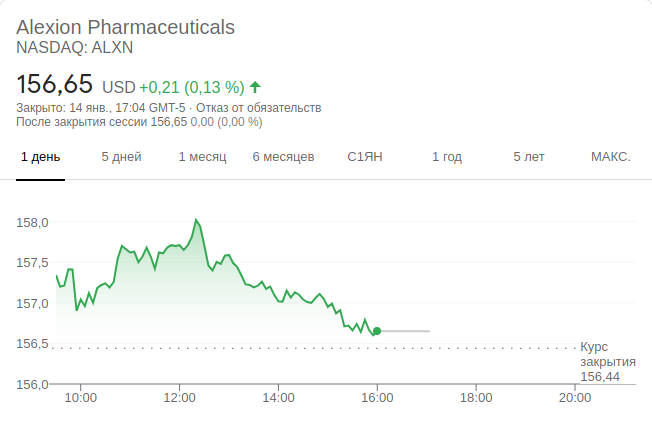 Alexion Pharmaceuticals
NASDAQ: ALXN
156,65 USD +0,21 (0,13 %)
Закрыто: 14 янв., 17:04 GMT-5 · Отказ от обязательств
После закрытия сессии 156,65 0,00 (0,00 %)
1 день 5 дней 1 месяц 6 месяцев С1ЯН 1 год 5 лет МАКС.
158,0
157,5
157,0
156,5
156,0
Курс
закрытия
156,44
10:00 12:00 14:00 16:00 18:00 20:00